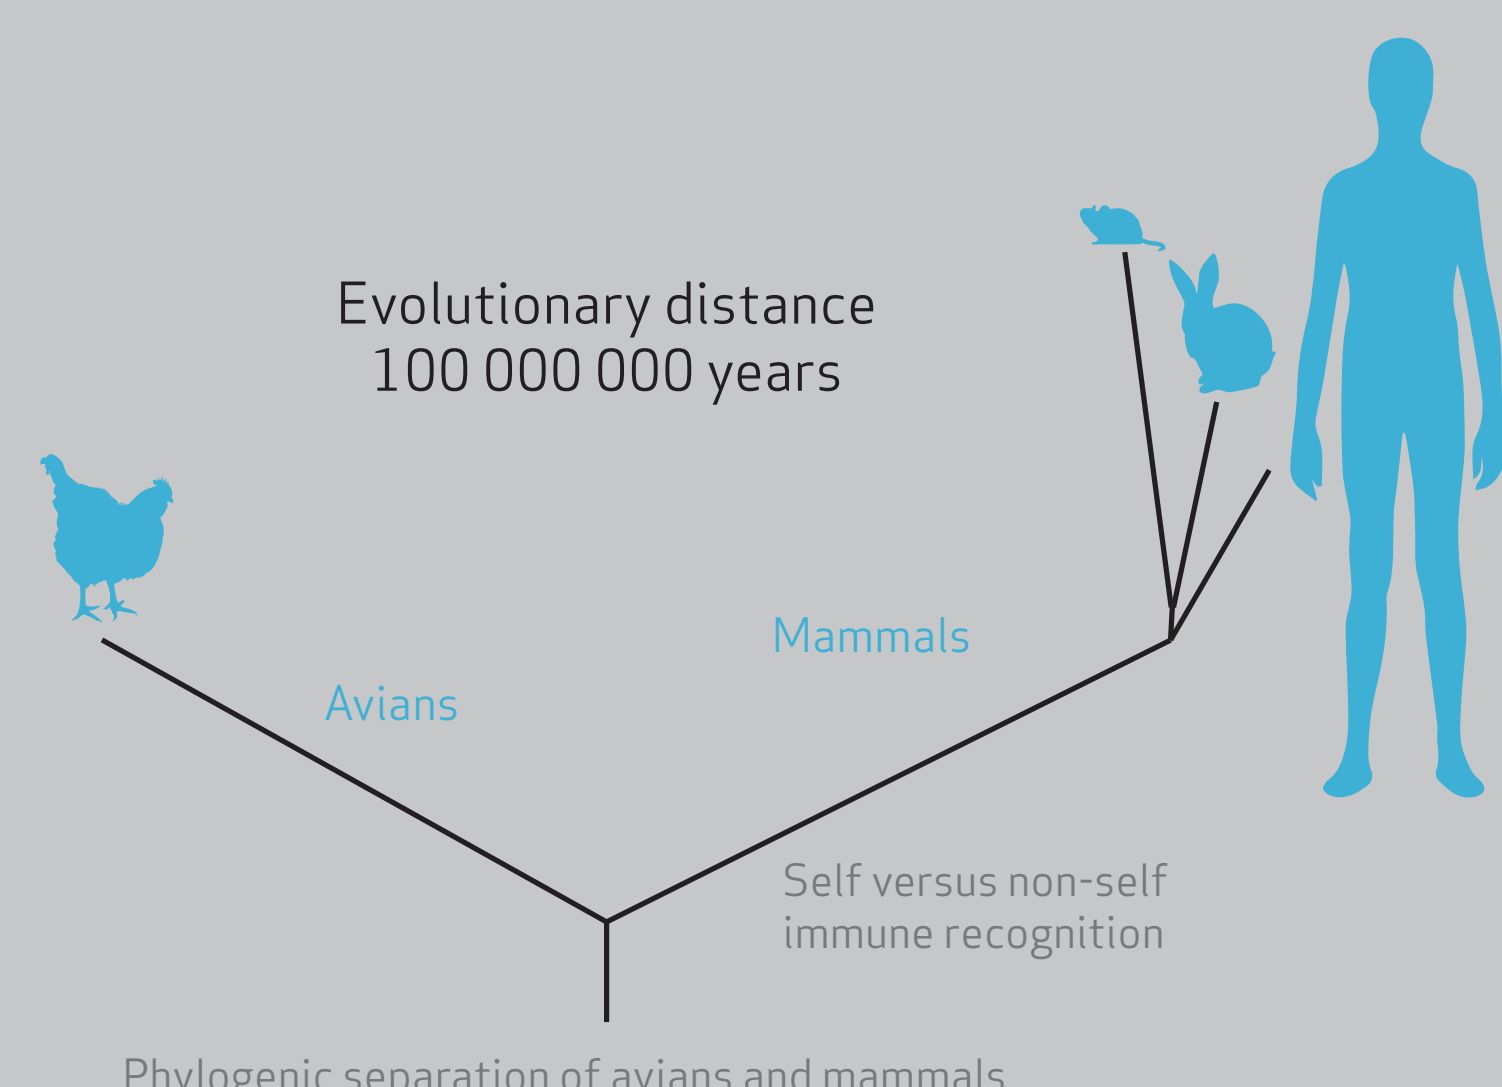 Evolutionary distance
100 000 000 years
Mammals
Avians
Self versus non-self
immune recognition
Phylogenic separation of avians and mammals